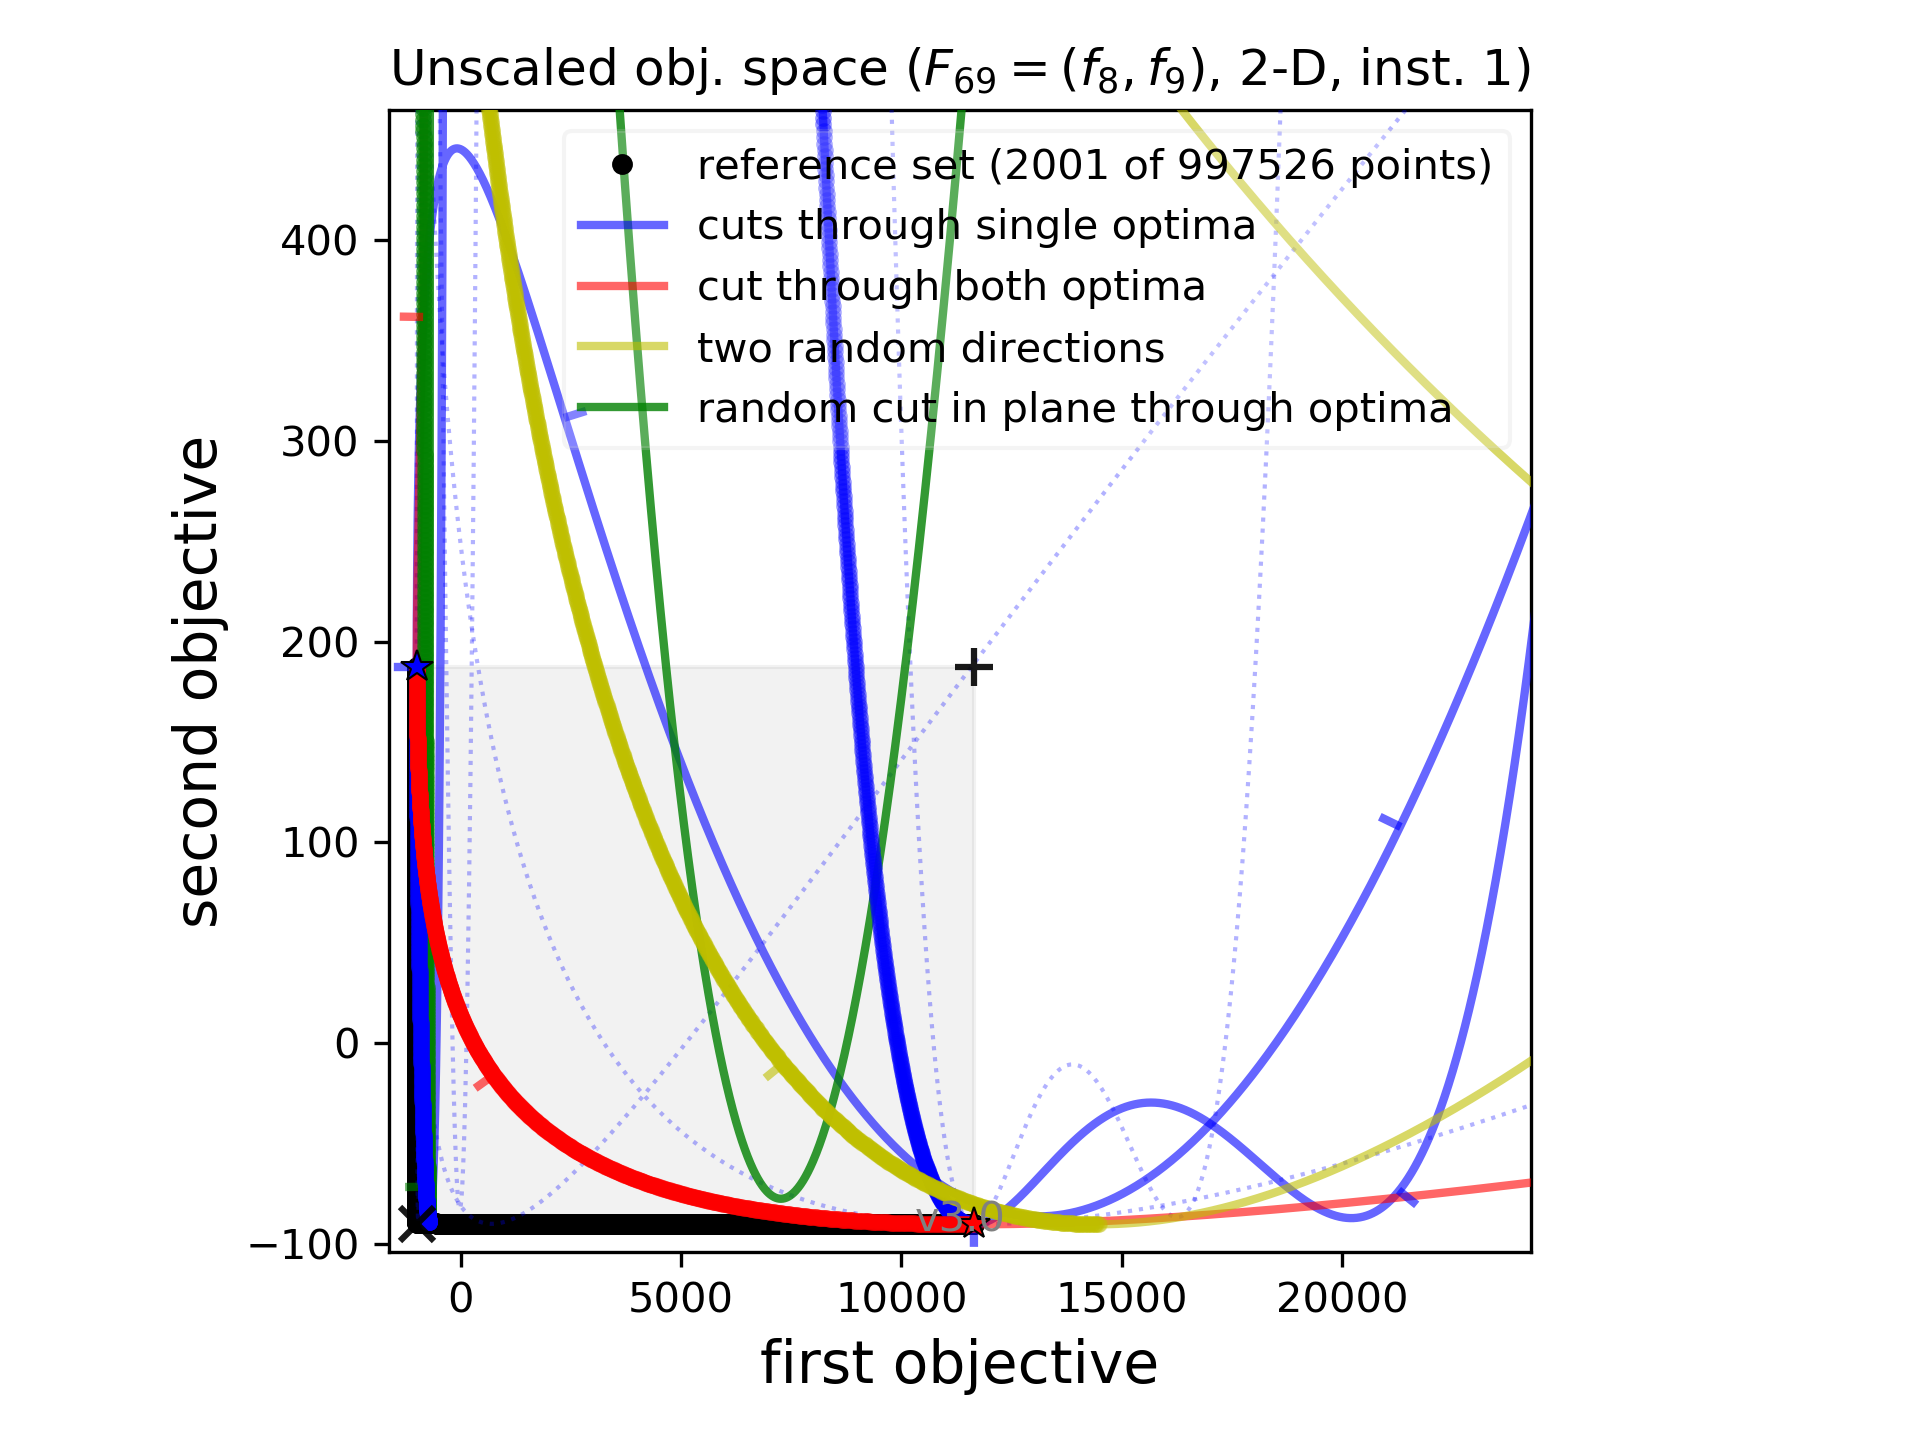 Unscaled obj. space (F₆₉ = (f₈, f₉), 2-D, inst. 1)
reference set (2001 of 997526 points)
cuts through single optima
cut through both optima
two random directions
random cut in plane through optima
second objective
400
300
200
100
0
−100
v3.0
0 5000 10000 15000 20000
first objective